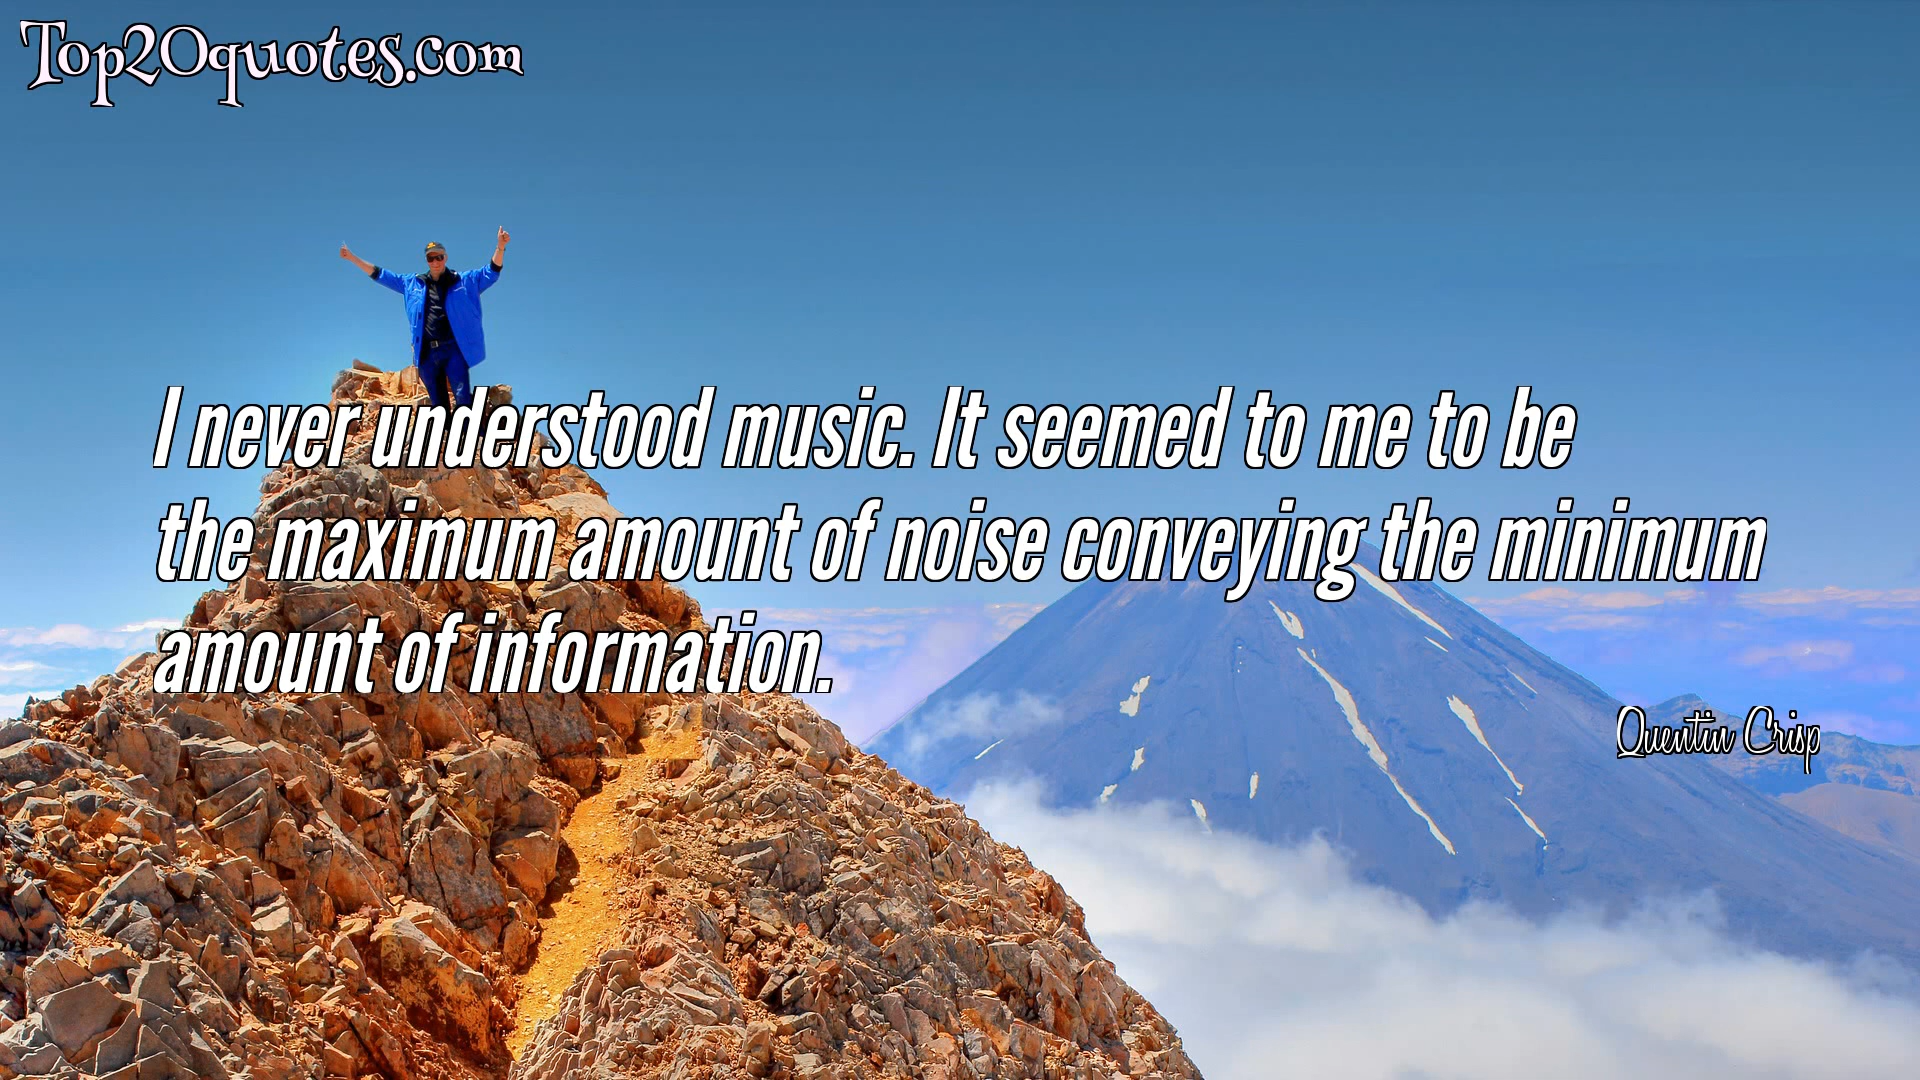 Top20quotes.com
I never understood music. It seemed to me to be
the maximum amount of noise conveying the minimum
amount of information.
Quentin Crisp